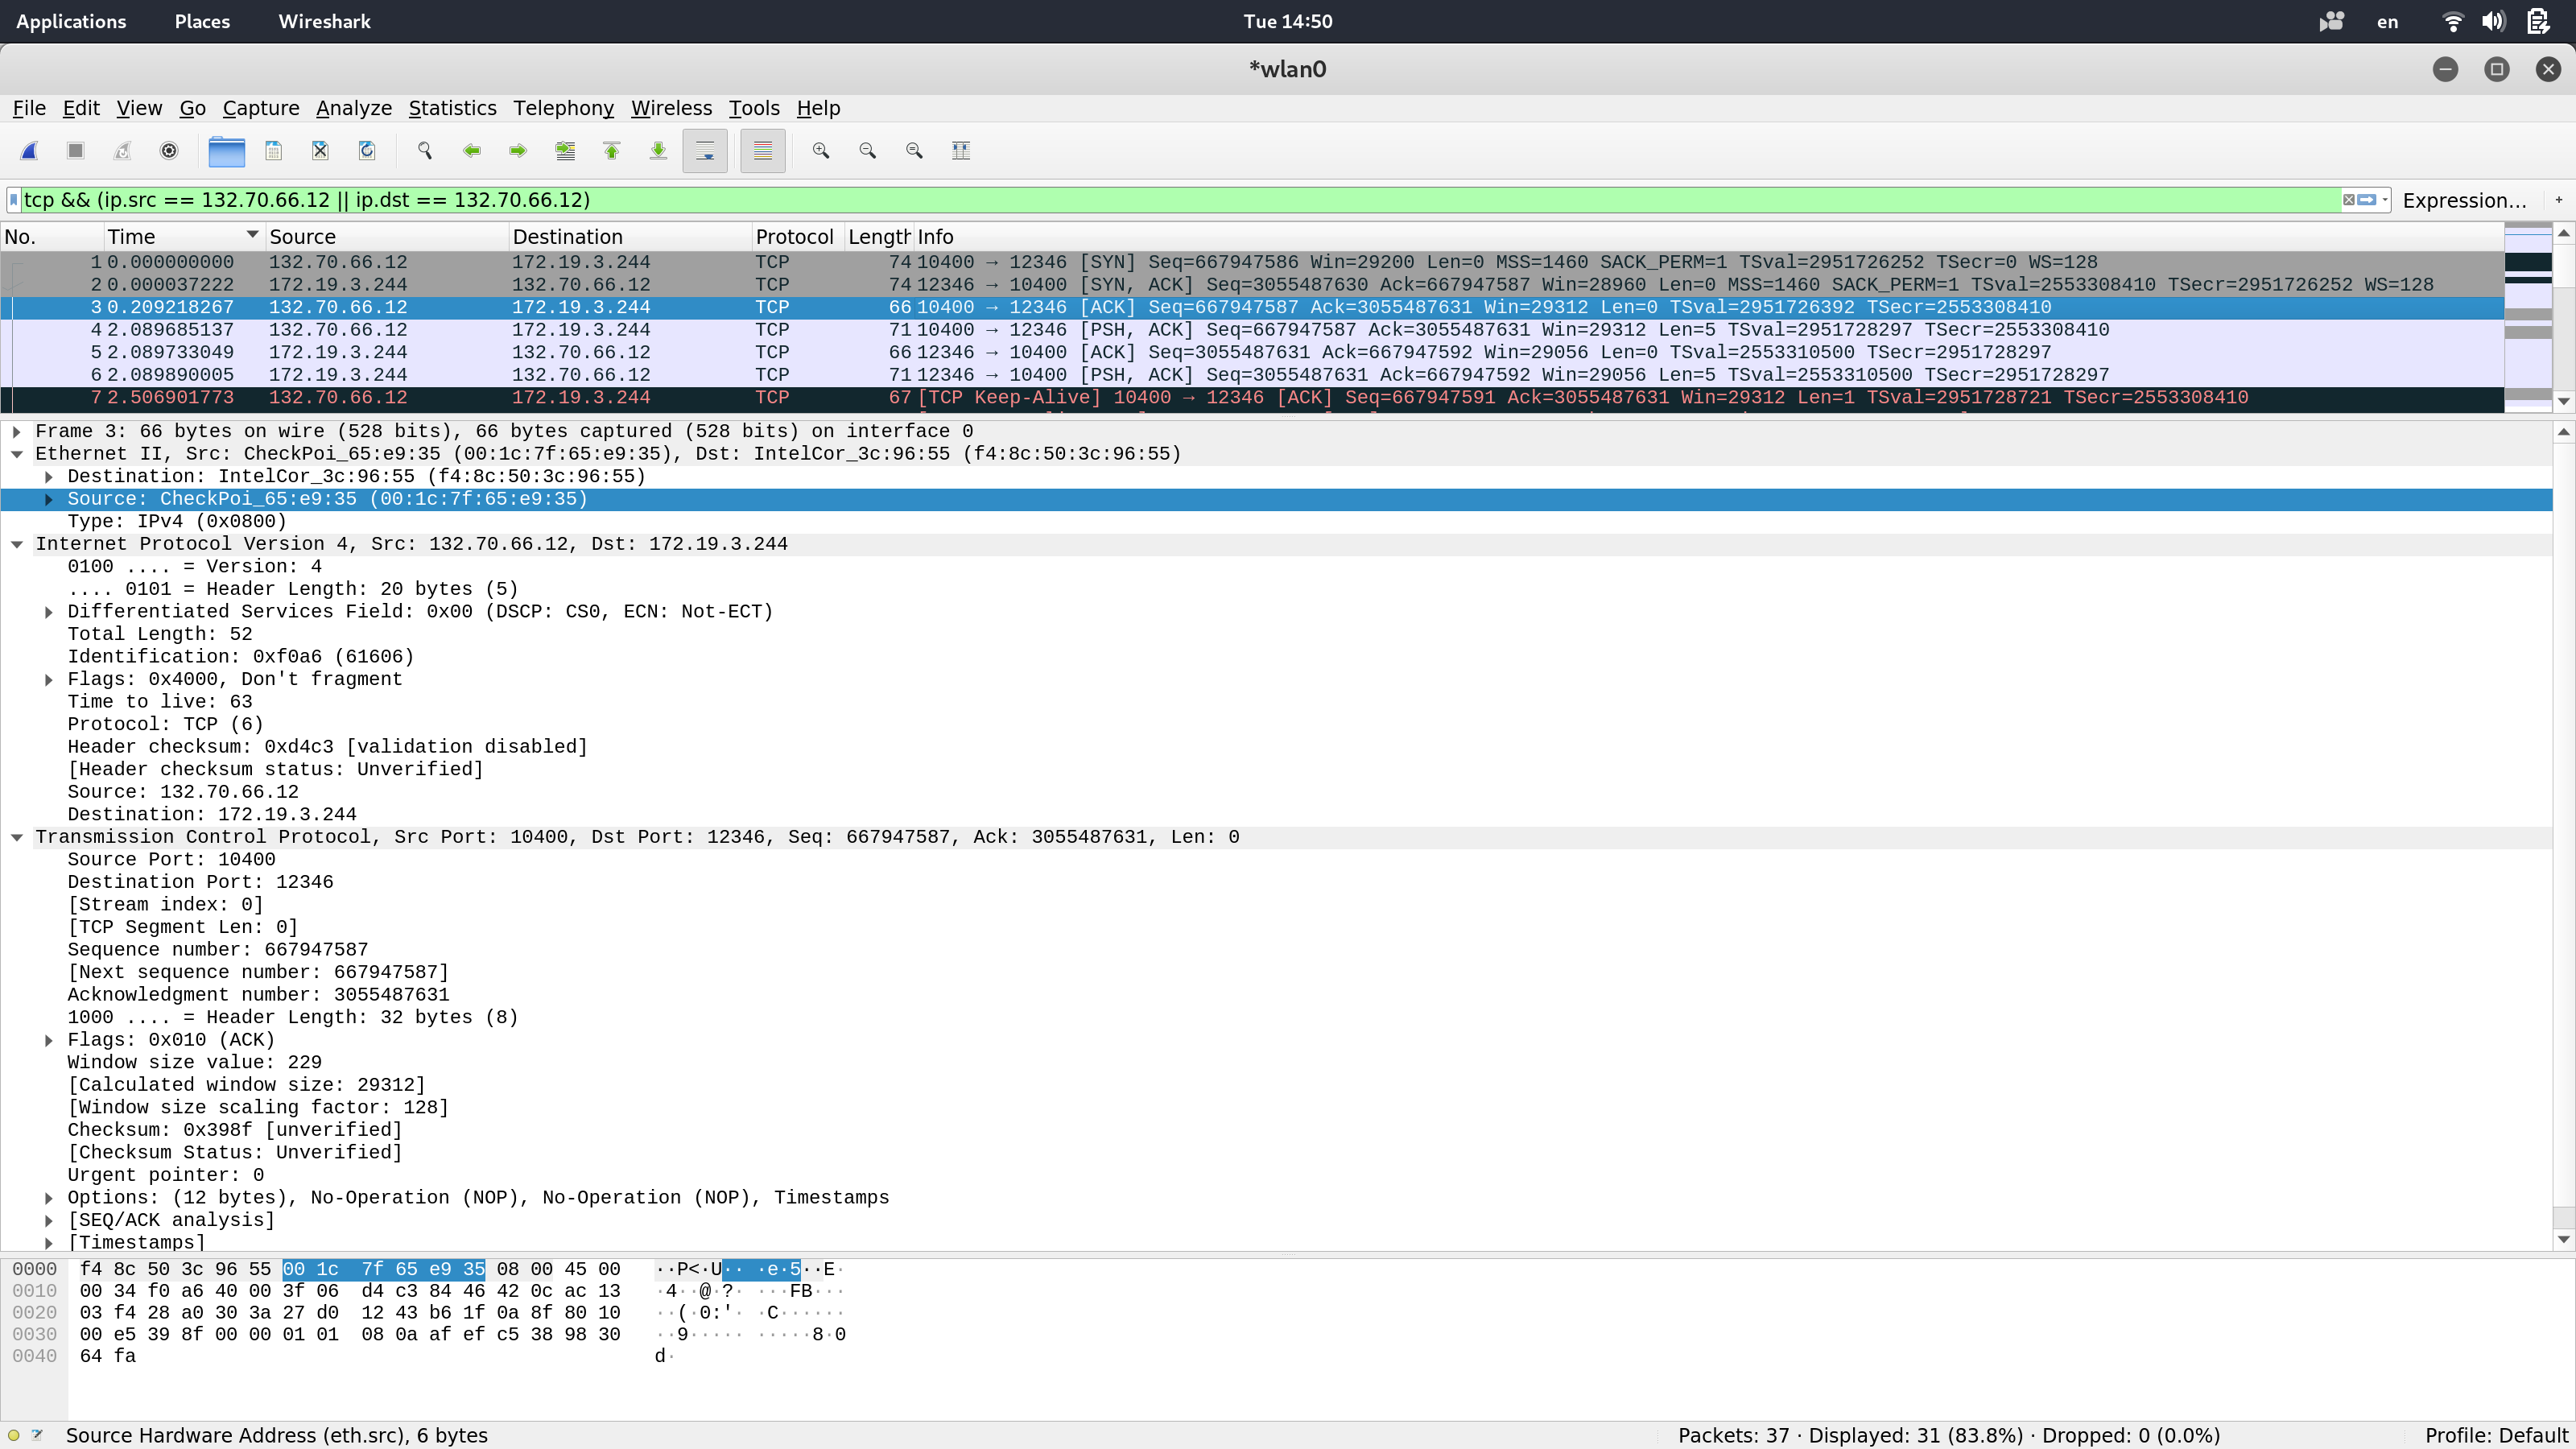 Applications Places Wireshark Tue 14:50 en
*wlan0
File Edit View Go Capture Analyze Statistics Telephony Wireless Tools Help
tcp && (ip.src == 132.70.66.12 || ip.dst == 132.70.66.12) Expression… +
No. Time Source Destination Protocol Length Info
1 0.000000000 132.70.66.12 172.19.3.244 TCP 74 10400 → 12346 [SYN] Seq=667947586 Win=29200 Len=0 MSS=1460 SACK_PERM=1 TSval=2951726252 TSecr=0 WS=128
2 0.000037222 172.19.3.244 132.70.66.12 TCP 74 12346 → 10400 [SYN, ACK] Seq=3055487630 Ack=667947587 Win=28960 Len=0 MSS=1460 SACK_PERM=1 TSval=2553308410 TSecr=2951726252 WS=128
3 0.209218267 132.70.66.12 172.19.3.244 TCP 66 10400 → 12346 [ACK] Seq=667947587 Ack=3055487631 Win=29312 Len=0 TSval=2951726392 TSecr=2553308410
4 2.089685137 132.70.66.12 172.19.3.244 TCP 71 10400 → 12346 [PSH, ACK] Seq=667947587 Ack=3055487631 Win=29312 Len=5 TSval=2951728297 TSecr=2553308410
5 2.089733049 172.19.3.244 132.70.66.12 TCP 66 12346 → 10400 [ACK] Seq=3055487631 Ack=667947592 Win=29056 Len=0 TSval=2553310500 TSecr=2951728297
6 2.089890005 172.19.3.244 132.70.66.12 TCP 71 12346 → 10400 [PSH, ACK] Seq=3055487631 Ack=667947592 Win=29056 Len=5 TSval=2553310500 TSecr=2951728297
7 2.506901773 132.70.66.12 172.19.3.244 TCP 67 [TCP Keep-Alive] 10400 → 12346 [ACK] Seq=667947591 Ack=3055487631 Win=29312 Len=1 TSval=2951728721 TSecr=2553308410
Frame 3: 66 bytes on wire (528 bits), 66 bytes captured (528 bits) on interface 0
Ethernet II, Src: CheckPoi_65:e9:35 (00:1c:7f:65:e9:35), Dst: IntelCor_3c:96:55 (f4:8c:50:3c:96:55)
Destination: IntelCor_3c:96:55 (f4:8c:50:3c:96:55)
Source: CheckPoi_65:e9:35 (00:1c:7f:65:e9:35)
Type: IPv4 (0x0800)
Internet Protocol Version 4, Src: 132.70.66.12, Dst: 172.19.3.244
0100 .... = Version: 4
.... 0101 = Header Length: 20 bytes (5)
Differentiated Services Field: 0x00 (DSCP: CS0, ECN: Not-ECT)
Total Length: 52
Identification: 0xf0a6 (61606)
Flags: 0x4000, Don't fragment
Time to live: 63
Protocol: TCP (6)
Header checksum: 0xd4c3 [validation disabled]
[Header checksum status: Unverified]
Source: 132.70.66.12
Destination: 172.19.3.244
Transmission Control Protocol, Src Port: 10400, Dst Port: 12346, Seq: 667947587, Ack: 3055487631, Len: 0
Source Port: 10400
Destination Port: 12346
[Stream index: 0]
[TCP Segment Len: 0]
Sequence number: 667947587
[Next sequence number: 667947587]
Acknowledgment number: 3055487631
1000 .... = Header Length: 32 bytes (8)
Flags: 0x010 (ACK)
Window size value: 229
[Calculated window size: 29312]
[Window size scaling factor: 128]
Checksum: 0x398f [unverified]
[Checksum Status: Unverified]
Urgent pointer: 0
Options: (12 bytes), No-Operation (NOP), No-Operation (NOP), Timestamps
[SEQ/ACK analysis]
[Timestamps]
0000 f4 8c 50 3c 96 55 00 1c 7f 65 e9 35 08 00 45 00 ··P<·U·· ·e·5··E·
0010 00 34 f0 a6 40 00 3f 06 d4 c3 84 46 42 0c ac 13 ·4··@·?· ···FB···
0020 03 f4 28 a0 30 3a 27 d0 12 43 b6 1f 0a 8f 80 10 ··(·0:'· ·C······
0030 00 e5 39 8f 00 00 01 01 08 0a af ef c5 38 98 30 ··9····· ·····8·0
0040 64 fa d·
Source Hardware Address (eth.src), 6 bytes Packets: 37 · Displayed: 31 (83.8%) · Dropped: 0 (0.0%) Profile: Default